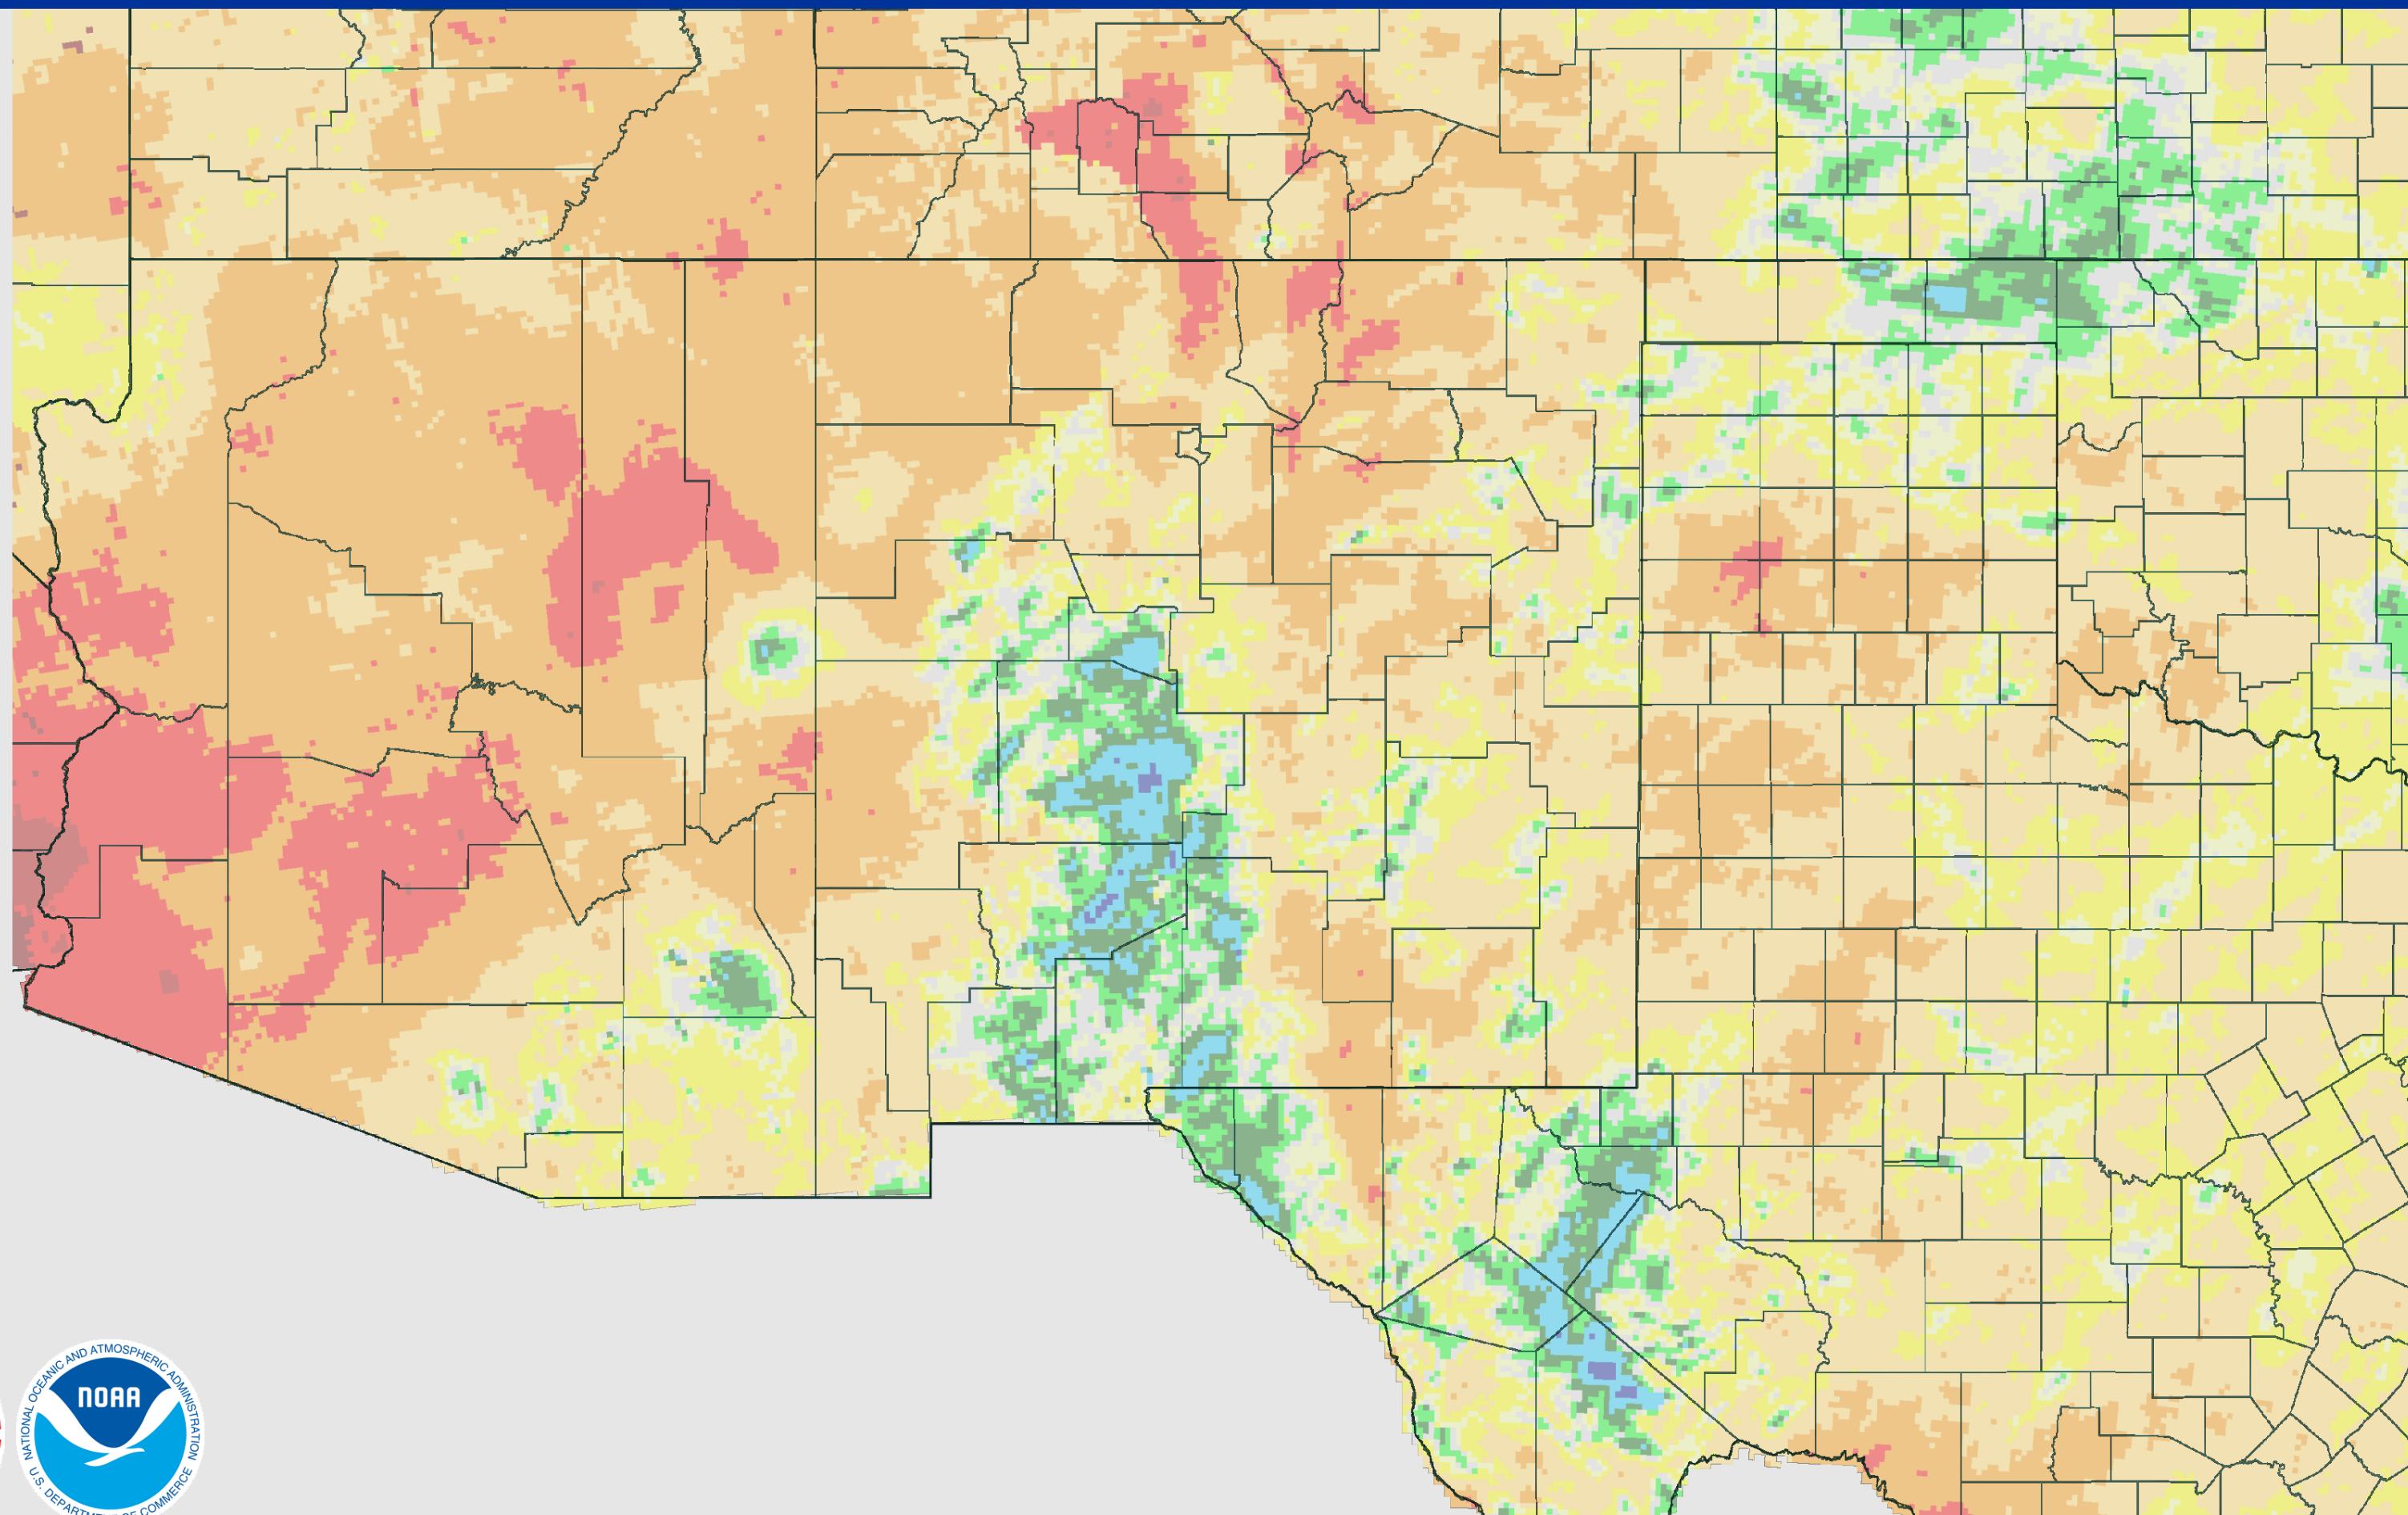 NATIONAL OCEANIC AND ATMOSPHERIC ADMINISTRATION
NOAA
U.S. DEPARTMENT OF COMMERCE